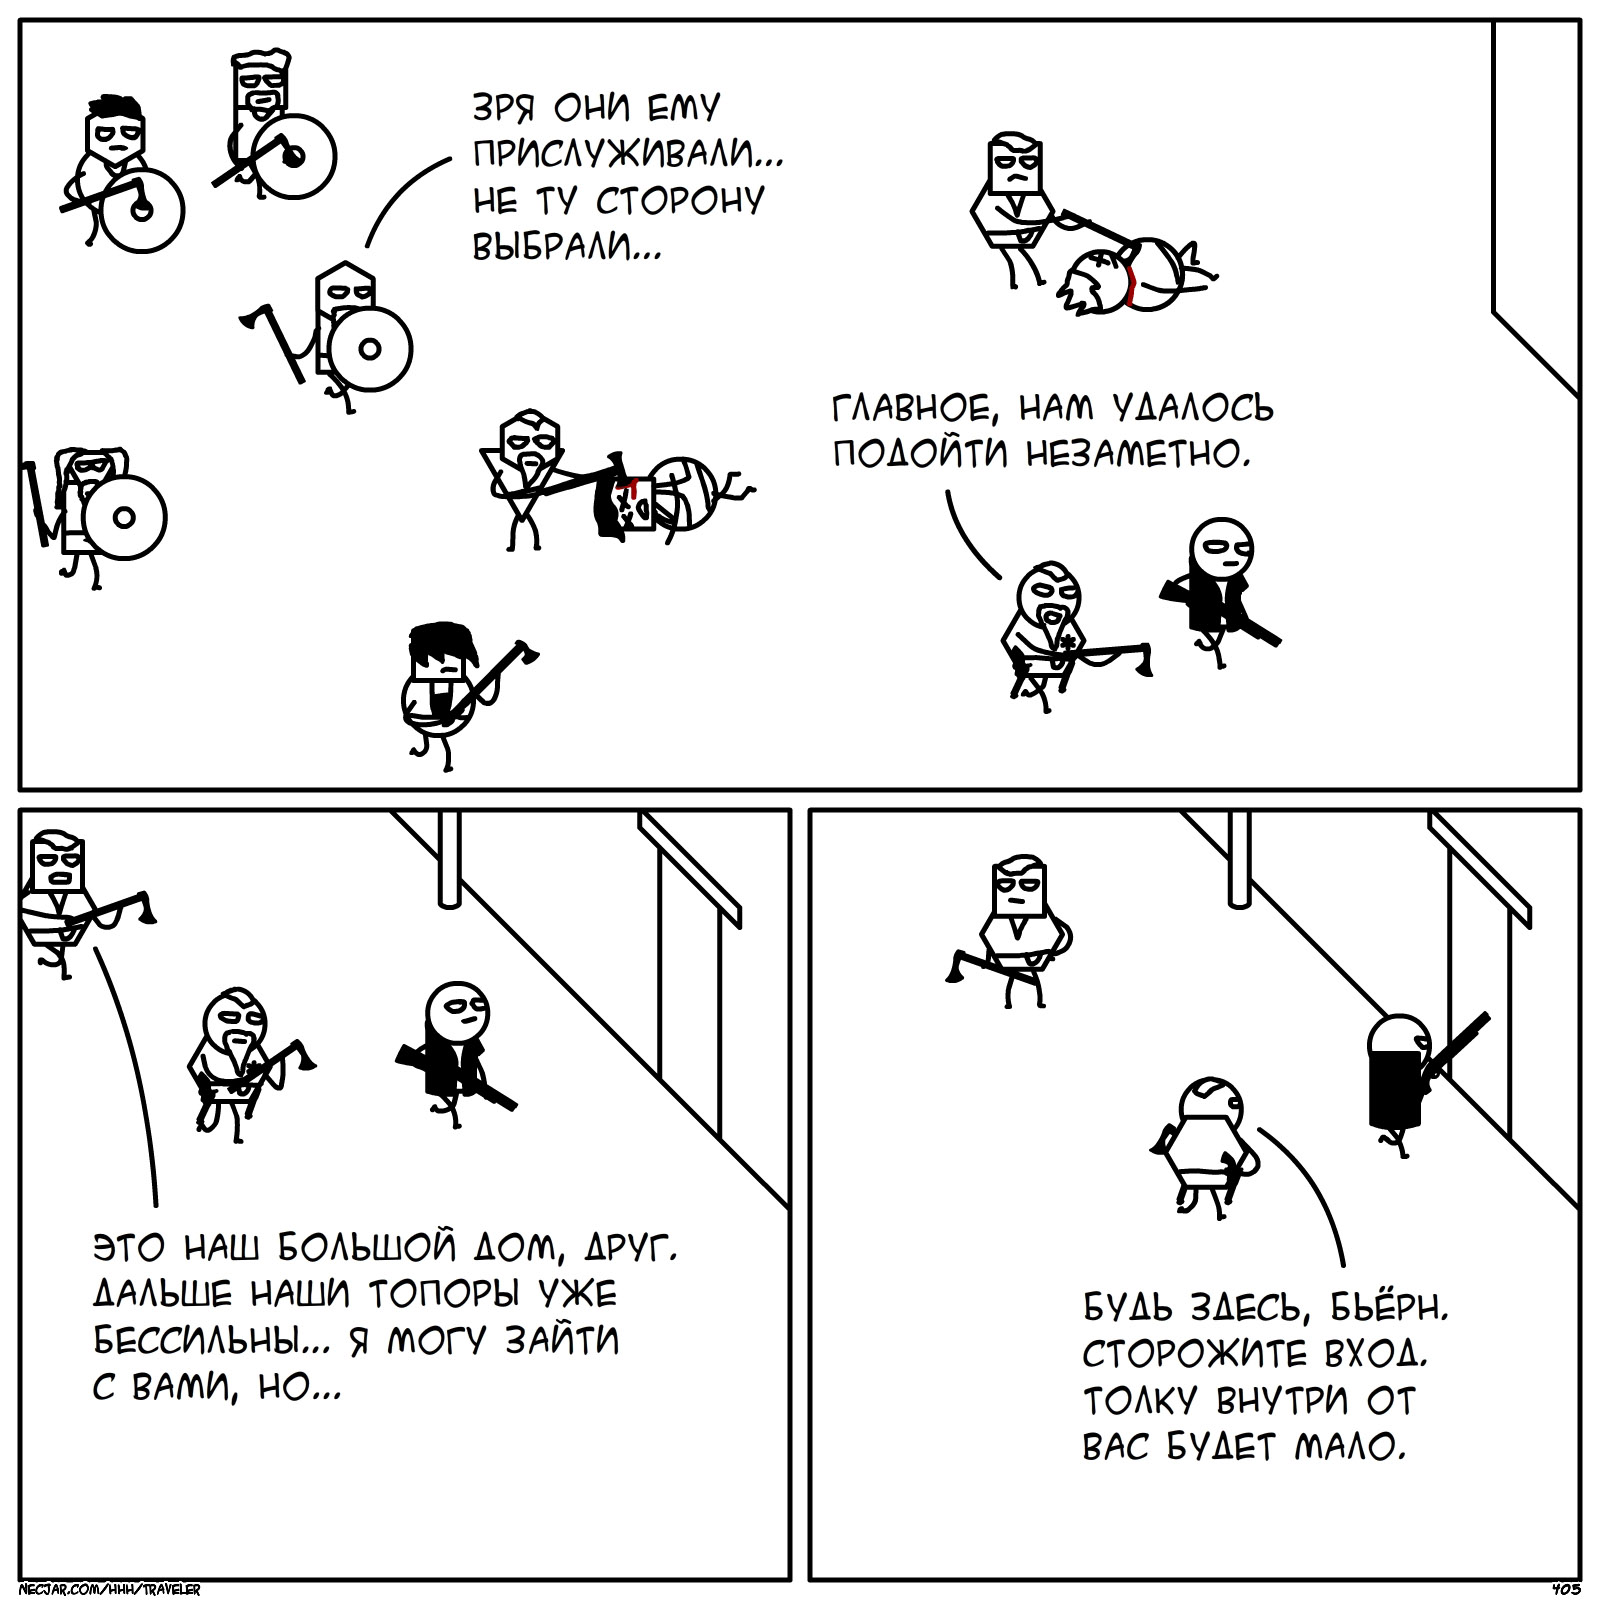 ЗРЯ ОНИ ЕМУ
ПРИСЛУЖИВАЛИ...
НЕ ТУ СТОРОНУ
ВЫБРАЛИ...
ГЛАВНОЕ, НАМ УДАЛОСЬ
ПОДОЙТИ НЕЗАМЕТНО.
ЭТО НАШ БОЛЬШОЙ ДОМ, ДРУГ.
ДАЛЬШЕ НАШИ ТОПОРЫ УЖЕ
БЕССИЛЬНЫ... Я МОГУ ЗАЙТИ
С ВАМИ, НО...
БУДЬ ЗДЕСЬ, БЬЁРН.
СТОРОЖИТЕ ВХОД.
ТОЛКУ ВНУТРИ ОТ
ВАС БУДЕТ МАЛО.
NECJAR.COM/HHH/TRAVELER
405